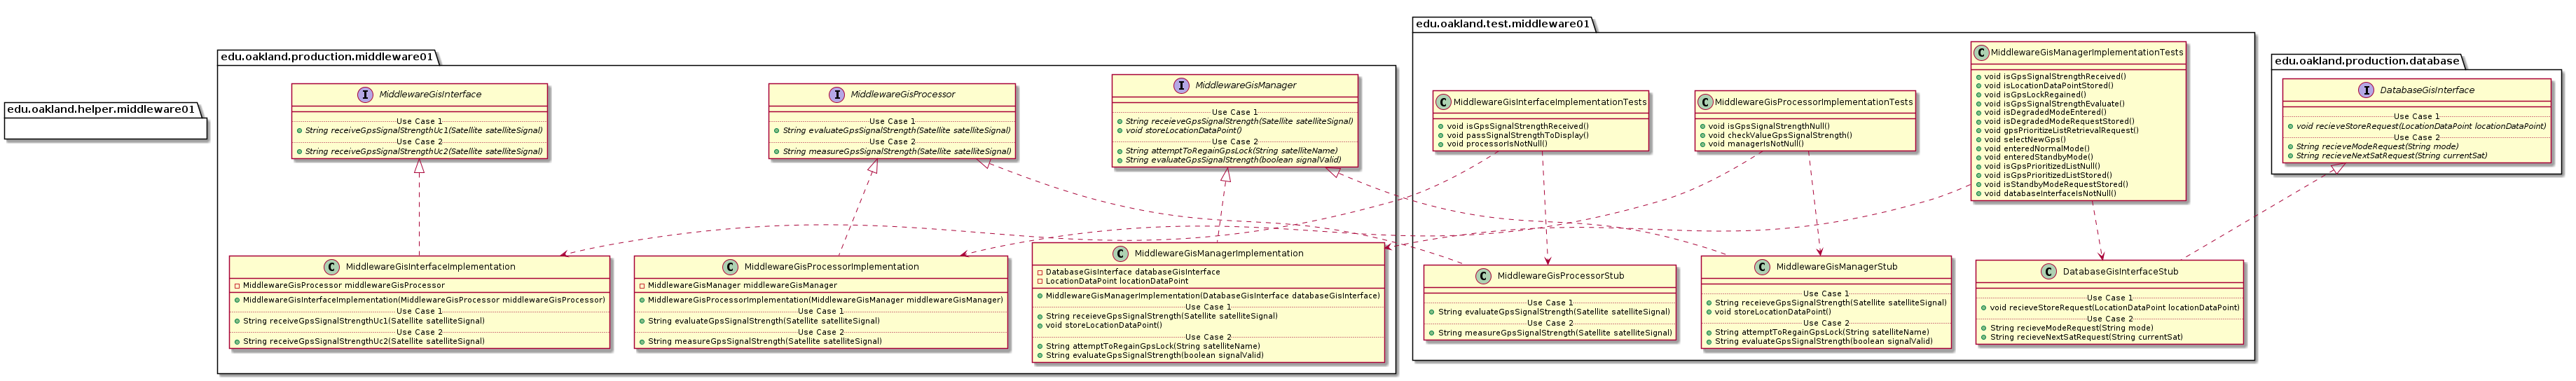 edu.oakland.helper.middleware01
edu.oakland.production.middleware01
I MiddlewareGisInterface
Use Case 1
String receiveGpsSignalStrengthUc1(Satellite satelliteSignal)
Use Case 2
String receiveGpsSignalStrengthUc2(Satellite satelliteSignal)
I MiddlewareGisProcessor
Use Case 1
String evaluateGpsSignalStrength(Satellite satelliteSignal)
Use Case 2
String measureGpsSignalStrength(Satellite satelliteSignal)
I MiddlewareGisManager
Use Case 1
String receieveGpsSignalStrength(Satellite satelliteSignal)
void storeLocationDataPoint()
Use Case 2
String attemptToRegainGpsLock(String satelliteName)
String evaluateGpsSignalStrength(boolean signalValid)
C MiddlewareGisInterfaceImplementation
MiddlewareGisProcessor middlewareGisProcessor
MiddlewareGisInterfaceImplementation(MiddlewareGisProcessor middlewareGisProcessor)
Use Case 1
String receiveGpsSignalStrengthUc1(Satellite satelliteSignal)
Use Case 2
String receiveGpsSignalStrengthUc2(Satellite satelliteSignal)
C MiddlewareGisProcessorImplementation
MiddlewareGisManager middlewareGisManager
MiddlewareGisProcessorImplementation(MiddlewareGisManager middlewareGisManager)
Use Case 1
String evaluateGpsSignalStrength(Satellite satelliteSignal)
Use Case 2
String measureGpsSignalStrength(Satellite satelliteSignal)
C MiddlewareGisManagerImplementation
DatabaseGisInterface databaseGisInterface
LocationDataPoint locationDataPoint
MiddlewareGisManagerImplementation(DatabaseGisInterface databaseGisInterface)
Use Case 1
String receieveGpsSignalStrength(Satellite satelliteSignal)
void storeLocationDataPoint()
Use Case 2
String attemptToRegainGpsLock(String satelliteName)
String evaluateGpsSignalStrength(boolean signalValid)
edu.oakland.test.middleware01
C MiddlewareGisInterfaceImplementationTests
void isGpsSignalStrengthReceived()
void passSignalStrengthToDisplay()
void processorIsNotNull()
C MiddlewareGisProcessorImplementationTests
void isGpsSignalStrengthNull()
void checkValueGpsSignalStrength()
void managerIsNotNull()
C MiddlewareGisManagerImplementationTests
void isGpsSignalStrengthReceived()
void isLocationDataPointStored()
void isGpsLockRegained()
void isGpsSignalStrengthEvaluate()
void isDegradedModeEntered()
void isDegradedModeRequestStored()
void gpsPrioritizeListRetrievalRequest()
void selectNewGps()
void enteredNormalMode()
void enteredStandbyMode()
void isGpsPrioritizedListNull()
void isGpsPrioritizedListStored()
void isStandbyModeRequestStored()
void databaseInterfaceIsNotNull()
C MiddlewareGisProcessorStub
Use Case 1
String evaluateGpsSignalStrength(Satellite satelliteSignal)
Use Case 2
String measureGpsSignalStrength(Satellite satelliteSignal)
C MiddlewareGisManagerStub
Use Case 1
String receieveGpsSignalStrength(Satellite satelliteSignal)
void storeLocationDataPoint()
Use Case 2
String attemptToRegainGpsLock(String satelliteName)
String evaluateGpsSignalStrength(boolean signalValid)
C DatabaseGisInterfaceStub
Use Case 1
void recieveStoreRequest(LocationDataPoint locationDataPoint)
Use Case 2
String recieveModeRequest(String mode)
String recieveNextSatRequest(String currentSat)
edu.oakland.production.database
I DatabaseGisInterface
Use Case 1
void recieveStoreRequest(LocationDataPoint locationDataPoint)
Use Case 2
String recieveModeRequest(String mode)
String recieveNextSatRequest(String currentSat)